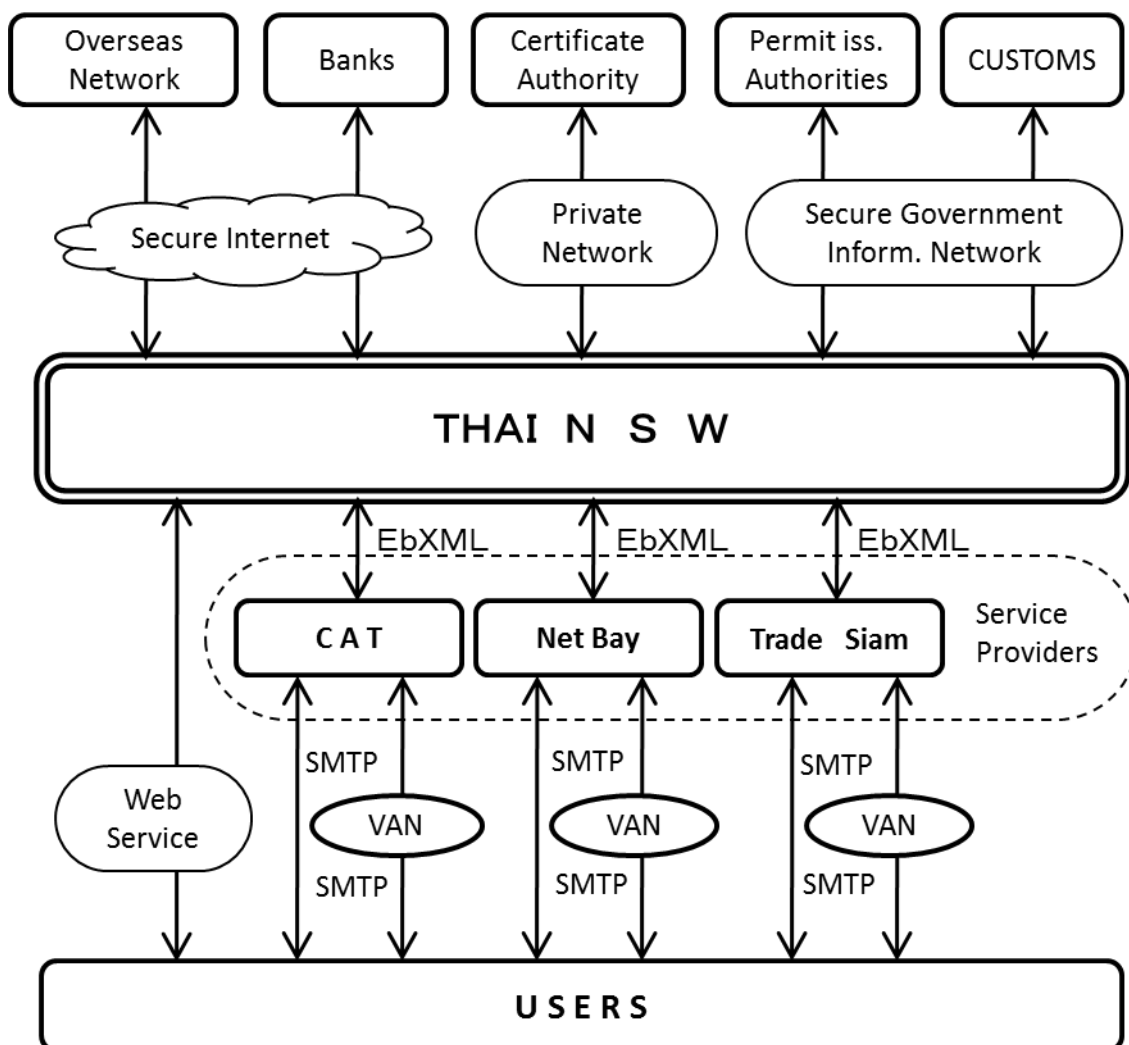 Overseas
Network
Banks
Certificate
Authority
Permit iss.
Authorities
CUSTOMS
Secure Internet
Private
Network
Secure Government
Inform. Network
THAI N S W
EbXML
EbXML
EbXML
C A T
Net Bay
Trade Siam
Service
Providers
SMTP
SMTP
SMTP
Web
Service
VAN
VAN
VAN
SMTP
SMTP
SMTP
U S E R S